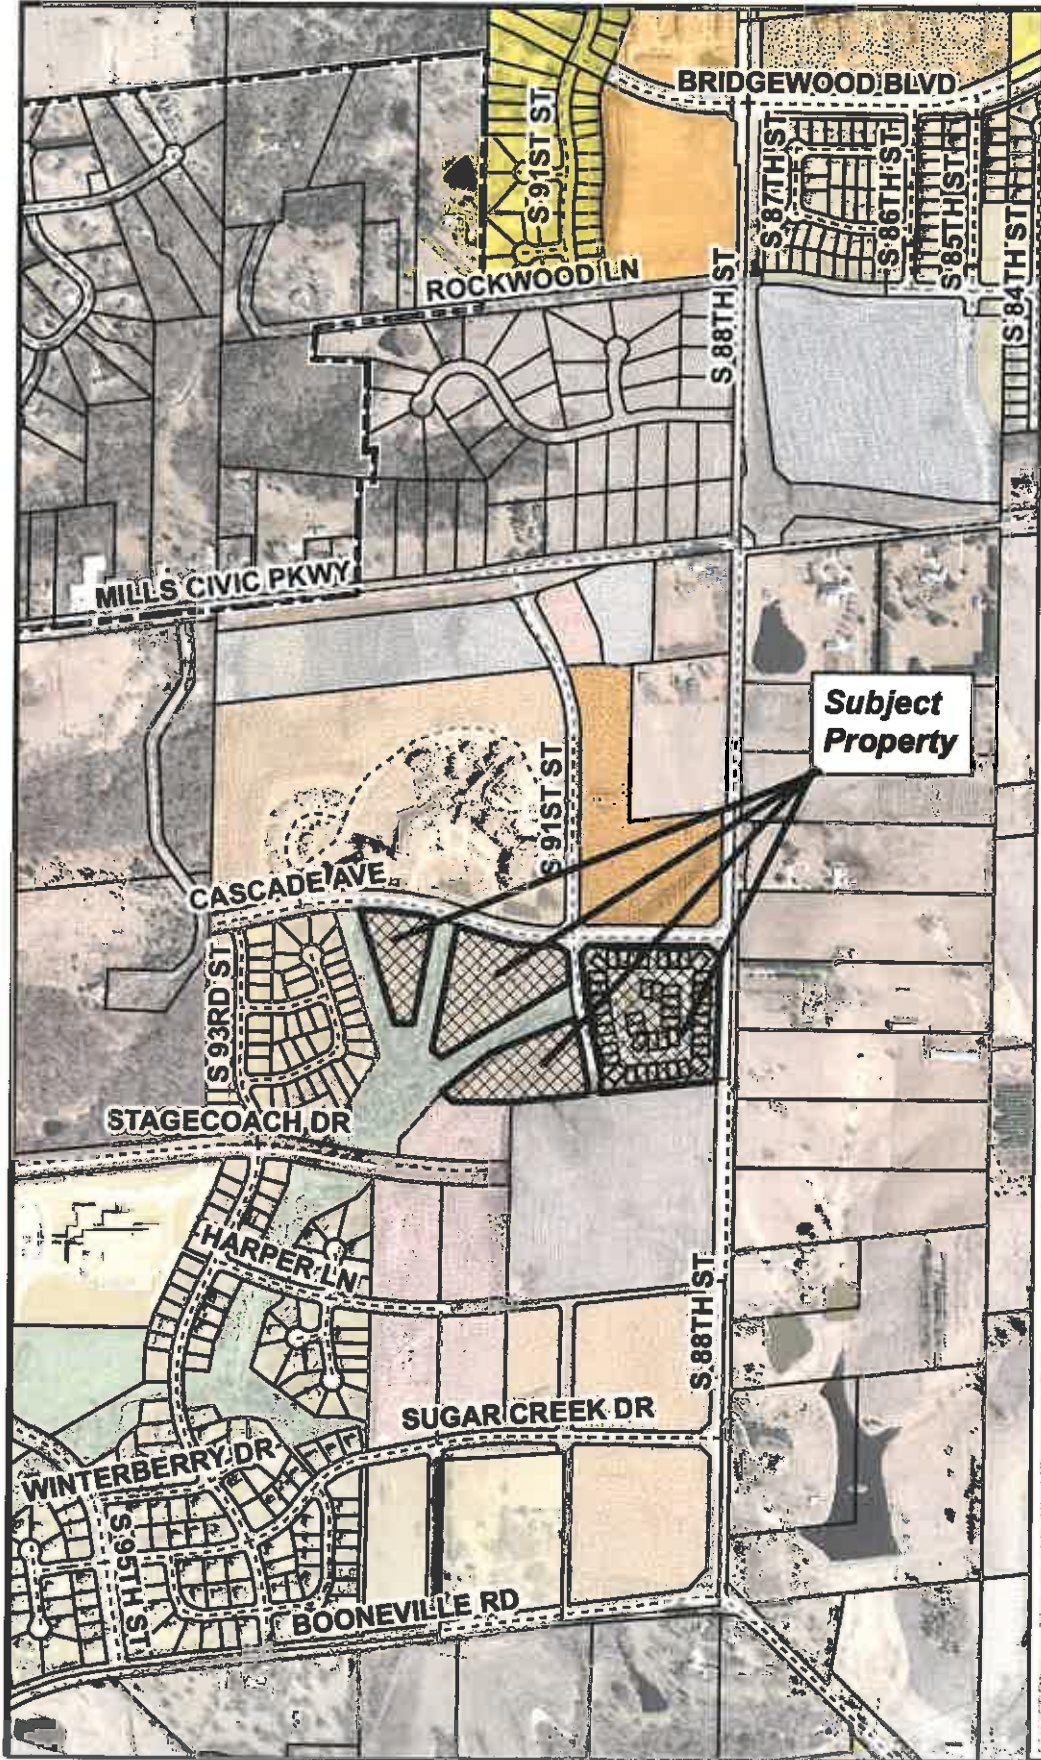 BRIDGEWOOD BLVD
S 91ST ST
S 87TH ST
S 86TH ST
S 85TH ST
S 84TH ST
ROCKWOOD LN
S 88TH ST
MILLS CIVIC PKWY
Subject
Property
S 91ST ST
CASCADE AVE
S 93RD ST
STAGECOACH DR
HARPER LN
S 88TH ST
SUGAR CREEK DR
WINTERBERRY DR
S 95TH ST
BOONEVILLE RD